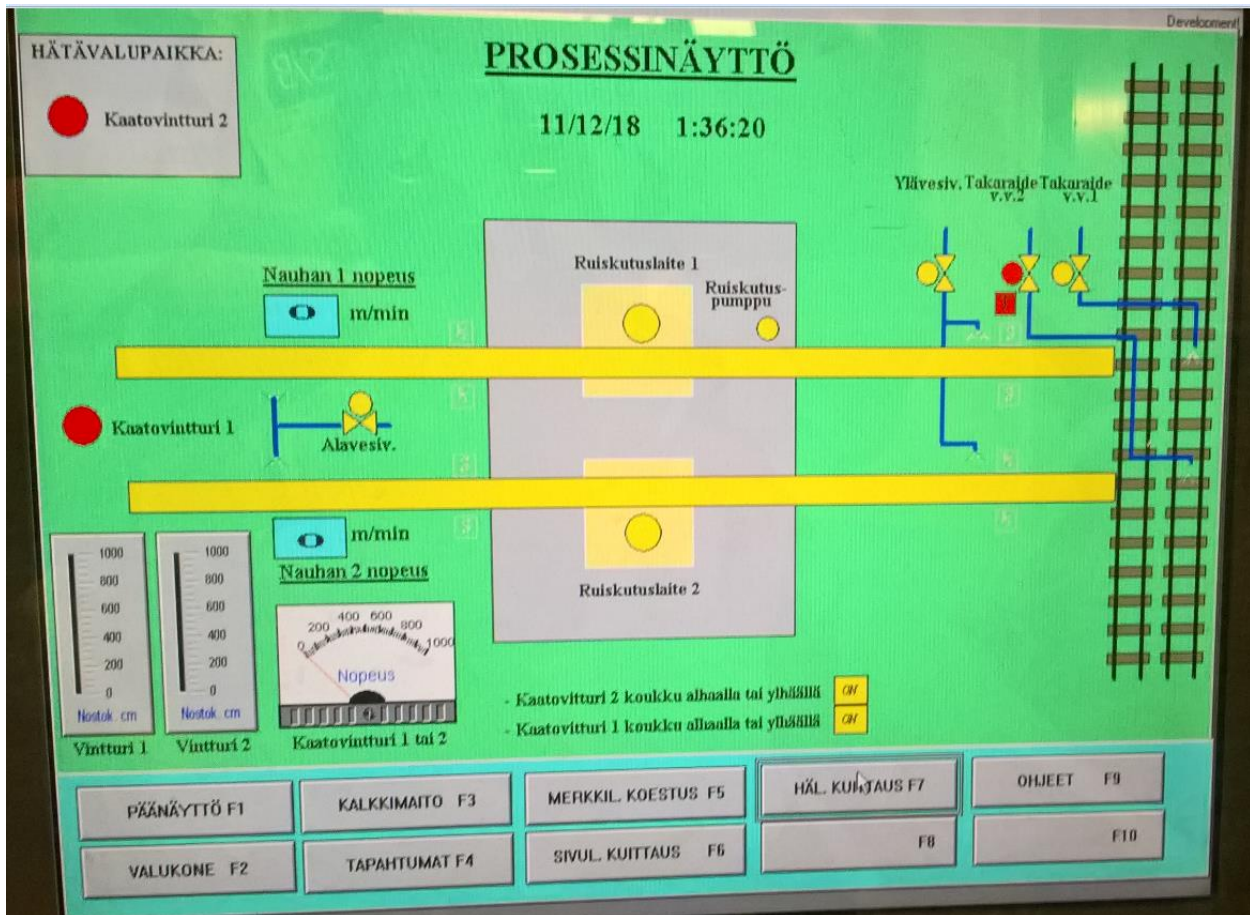 Development!
HÄTÄVALUPAIKKA:
Kaatovintturi 2
PROSESSINÄYTTÖ
11/12/18 1:36:20
Ylävesiv. Takaraide Takaraide
v.v.2 v.v.1
Ruiskutuslaite 1
Ruiskutus-
pumppu
Nauhan 1 nopeus
0 m/min
Kaatovintturi 1
Alavesiv.
0 m/min
Nauhan 2 nopeus
Ruiskutuslaite 2
1000
800
600
400
200
0
Nostok. cm
Vintturi 1
1000
800
600
400
200
0
Nostok. cm
Vintturi 2
0 200 400 600 800 1000
Nopeus
Kaatovintturi 1 tai 2
- Kaatovitturi 2 koukku alhaalla tai ylhäällä
- Kaatovitturi 1 koukku alhaalla tai ylhäällä
PÄÄNÄYTTÖ F1
KALKKIMAITO F3
MERKKIL. KOESTUS F5
HÄL. KUITAUS F7
OHJEET F9
VALUKONE F2
TAPAHTUMAT F4
SIVUL. KUITTAUS F6
F8
F10